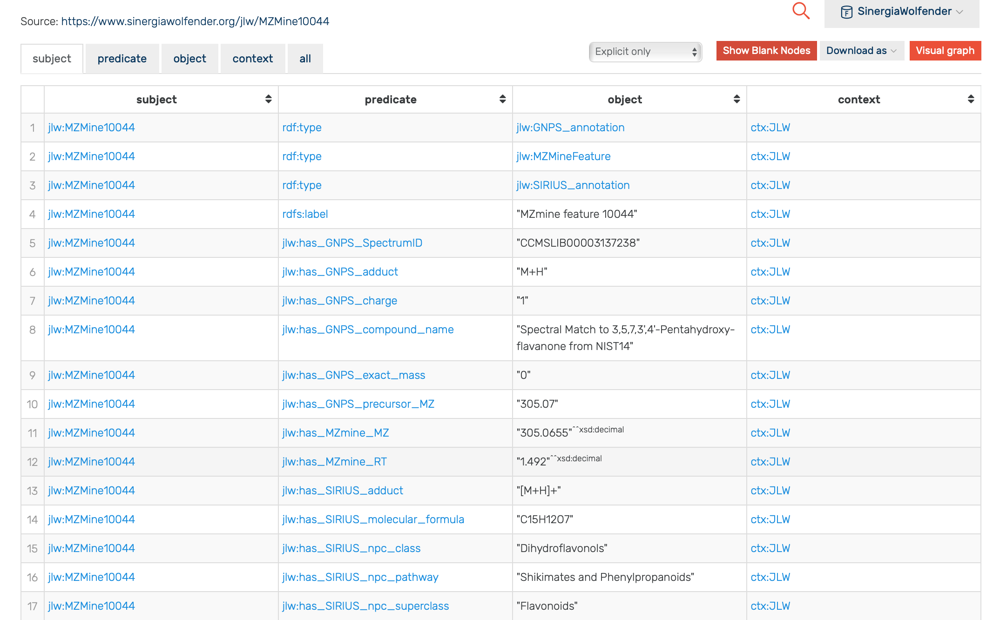 SinergiaWolfender
Source: https://www.sinergiawolfender.org/jlw/MZMine10044
subject predicate object context all Explicit only Show Blank Nodes Download as Visual graph
subject predicate object context
1 jlw:MZMine10044 rdf:type jlw:GNPS_annotation ctx:JLW
2 jlw:MZMine10044 rdf:type jlw:MZMineFeature ctx:JLW
3 jlw:MZMine10044 rdf:type jlw:SIRIUS_annotation ctx:JLW
4 jlw:MZMine10044 rdfs:label "MZmine feature 10044" ctx:JLW
5 jlw:MZMine10044 jlw:has_GNPS_SpectrumID "CCMSLIB00003137238" ctx:JLW
6 jlw:MZMine10044 jlw:has_GNPS_adduct "M+H" ctx:JLW
7 jlw:MZMine10044 jlw:has_GNPS_charge "1" ctx:JLW
8 jlw:MZMine10044 jlw:has_GNPS_compound_name "Spectral Match to 3,5,7,3',4'-Pentahydroxy- ctx:JLW
flavanone from NIST14"
9 jlw:MZMine10044 jlw:has_GNPS_exact_mass "0" ctx:JLW
10 jlw:MZMine10044 jlw:has_GNPS_precursor_MZ "305.07" ctx:JLW
11 jlw:MZMine10044 jlw:has_MZmine_MZ "305.0655"^^xsd:decimal ctx:JLW
12 jlw:MZMine10044 jlw:has_MZmine_RT "1.492"^^xsd:decimal ctx:JLW
13 jlw:MZMine10044 jlw:has_SIRIUS_adduct "[M+H]+" ctx:JLW
14 jlw:MZMine10044 jlw:has_SIRIUS_molecular_formula "C15H12O7" ctx:JLW
15 jlw:MZMine10044 jlw:has_SIRIUS_npc_class "Dihydroflavonols" ctx:JLW
16 jlw:MZMine10044 jlw:has_SIRIUS_npc_pathway "Shikimates and Phenylpropanoids" ctx:JLW
17 jlw:MZMine10044 jlw:has_SIRIUS_npc_superclass "Flavonoids" ctx:JLW